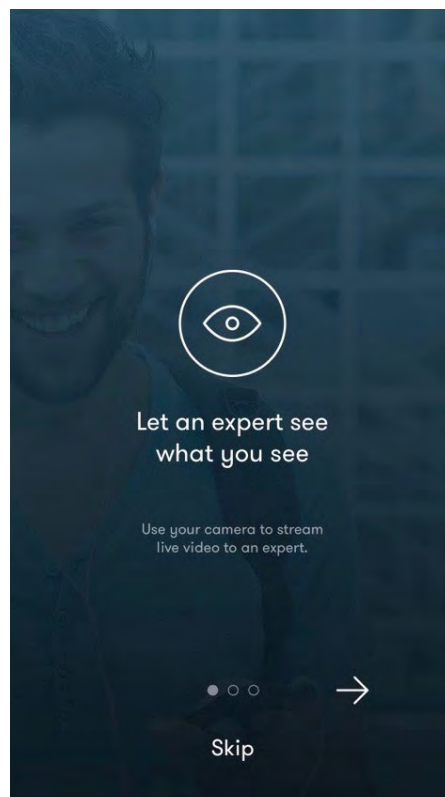 Let an expert see
what you see
Use your camera to stream
live video to an expert.
Skip